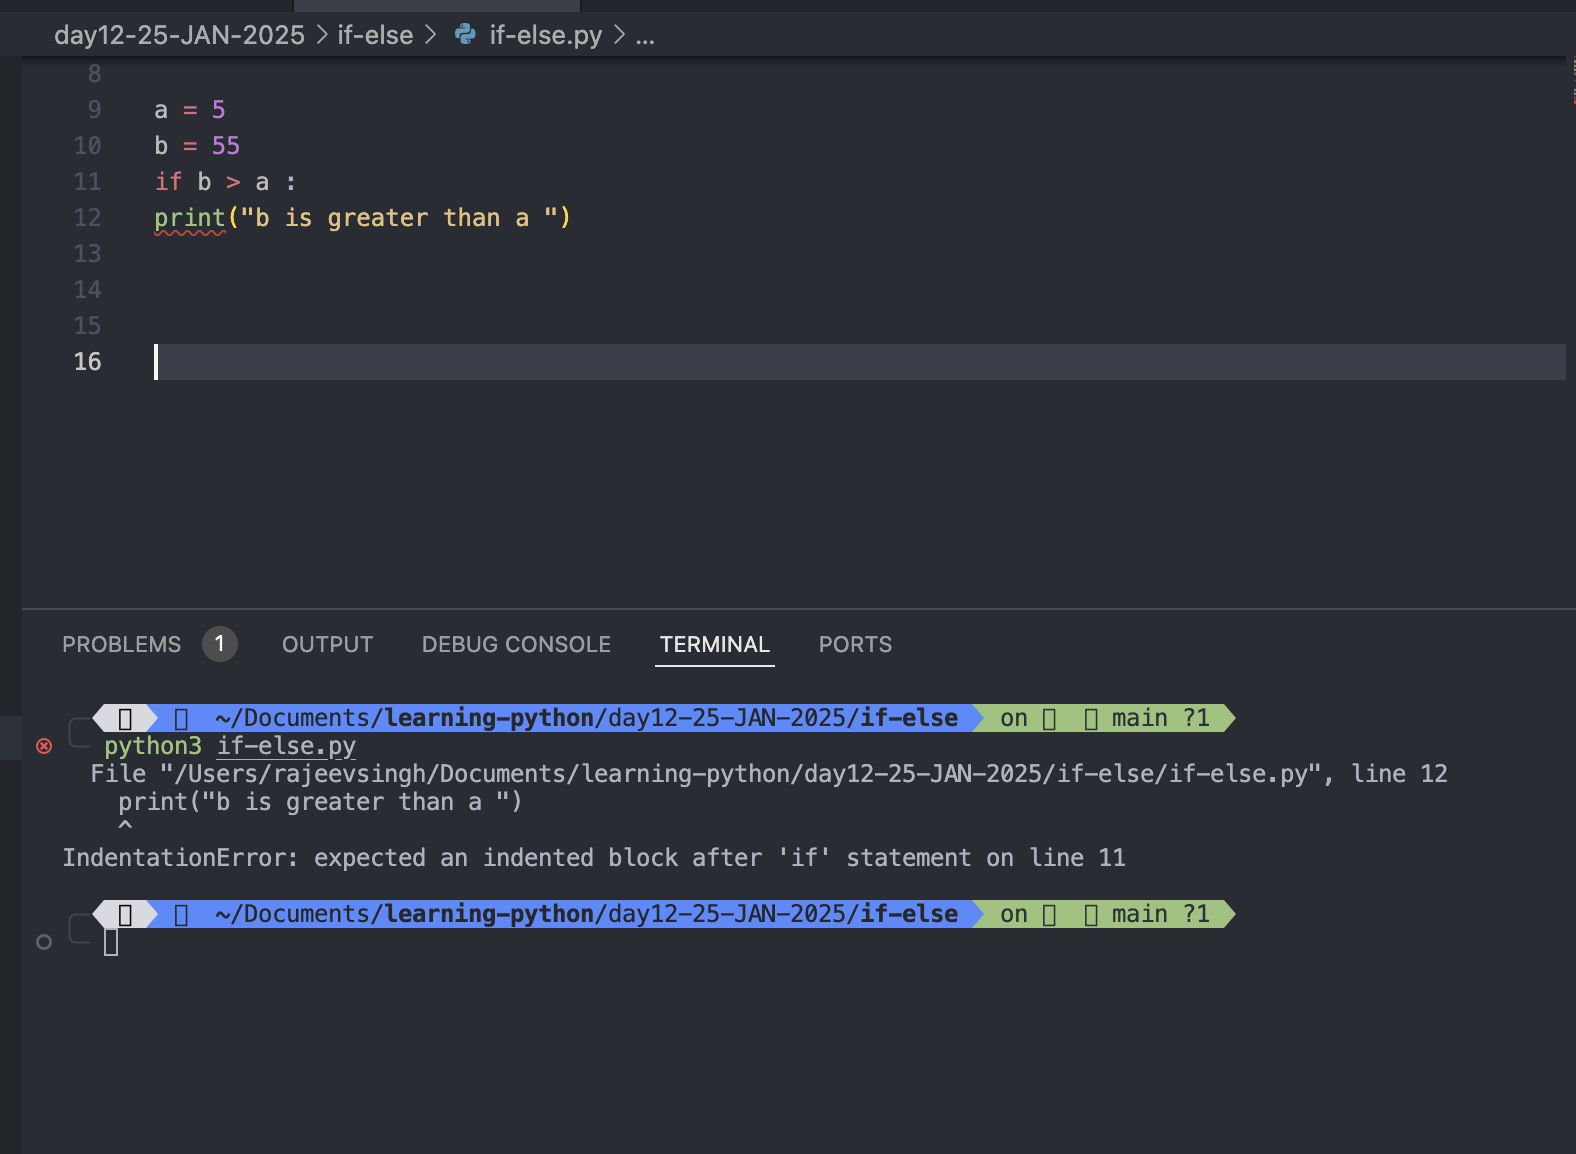 day12-25-JAN-2025 > if-else > if-else.py > ...
8
9 a = 5
10 b = 55
11 if b > a :
12 print("b is greater than a ")
13
14
15
16
PROBLEMS 1 OUTPUT DEBUG CONSOLE TERMINAL PORTS
~/Documents/learning-python/day12-25-JAN-2025/if-else on main ?1
python3 if-else.py
File "/Users/rajeevsingh/Documents/learning-python/day12-25-JAN-2025/if-else/if-else.py", line 12
print("b is greater than a ")
^
IndentationError: expected an indented block after 'if' statement on line 11
~/Documents/learning-python/day12-25-JAN-2025/if-else on main ?1